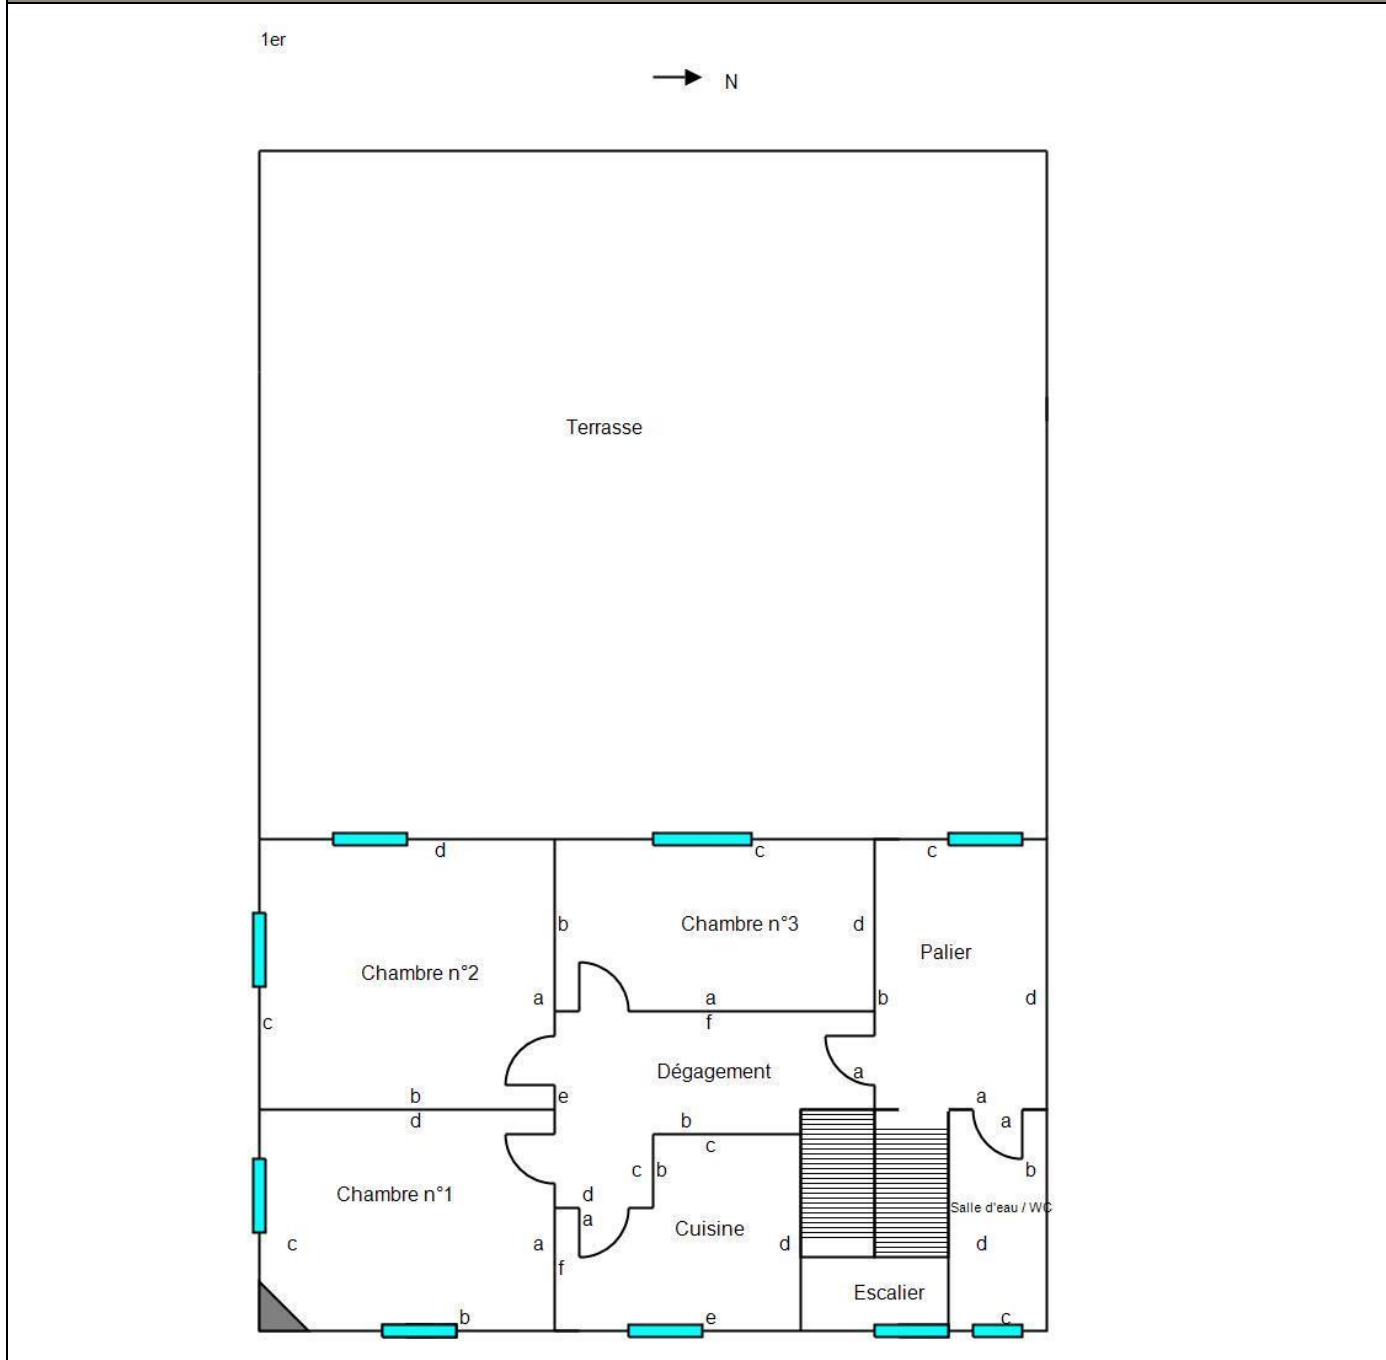 1er
N
Terrasse
d
c
c
b
Chambre n°3
d
Palier
Chambre n°2
a
a
b
d
c
f
Dégagement
a
b
e
a
d
b
a
c
c
b
b
Chambre n°1
d
Salle d'eau / WC
a
Cuisine
c
a
d
d
f
Escalier
b
e
c